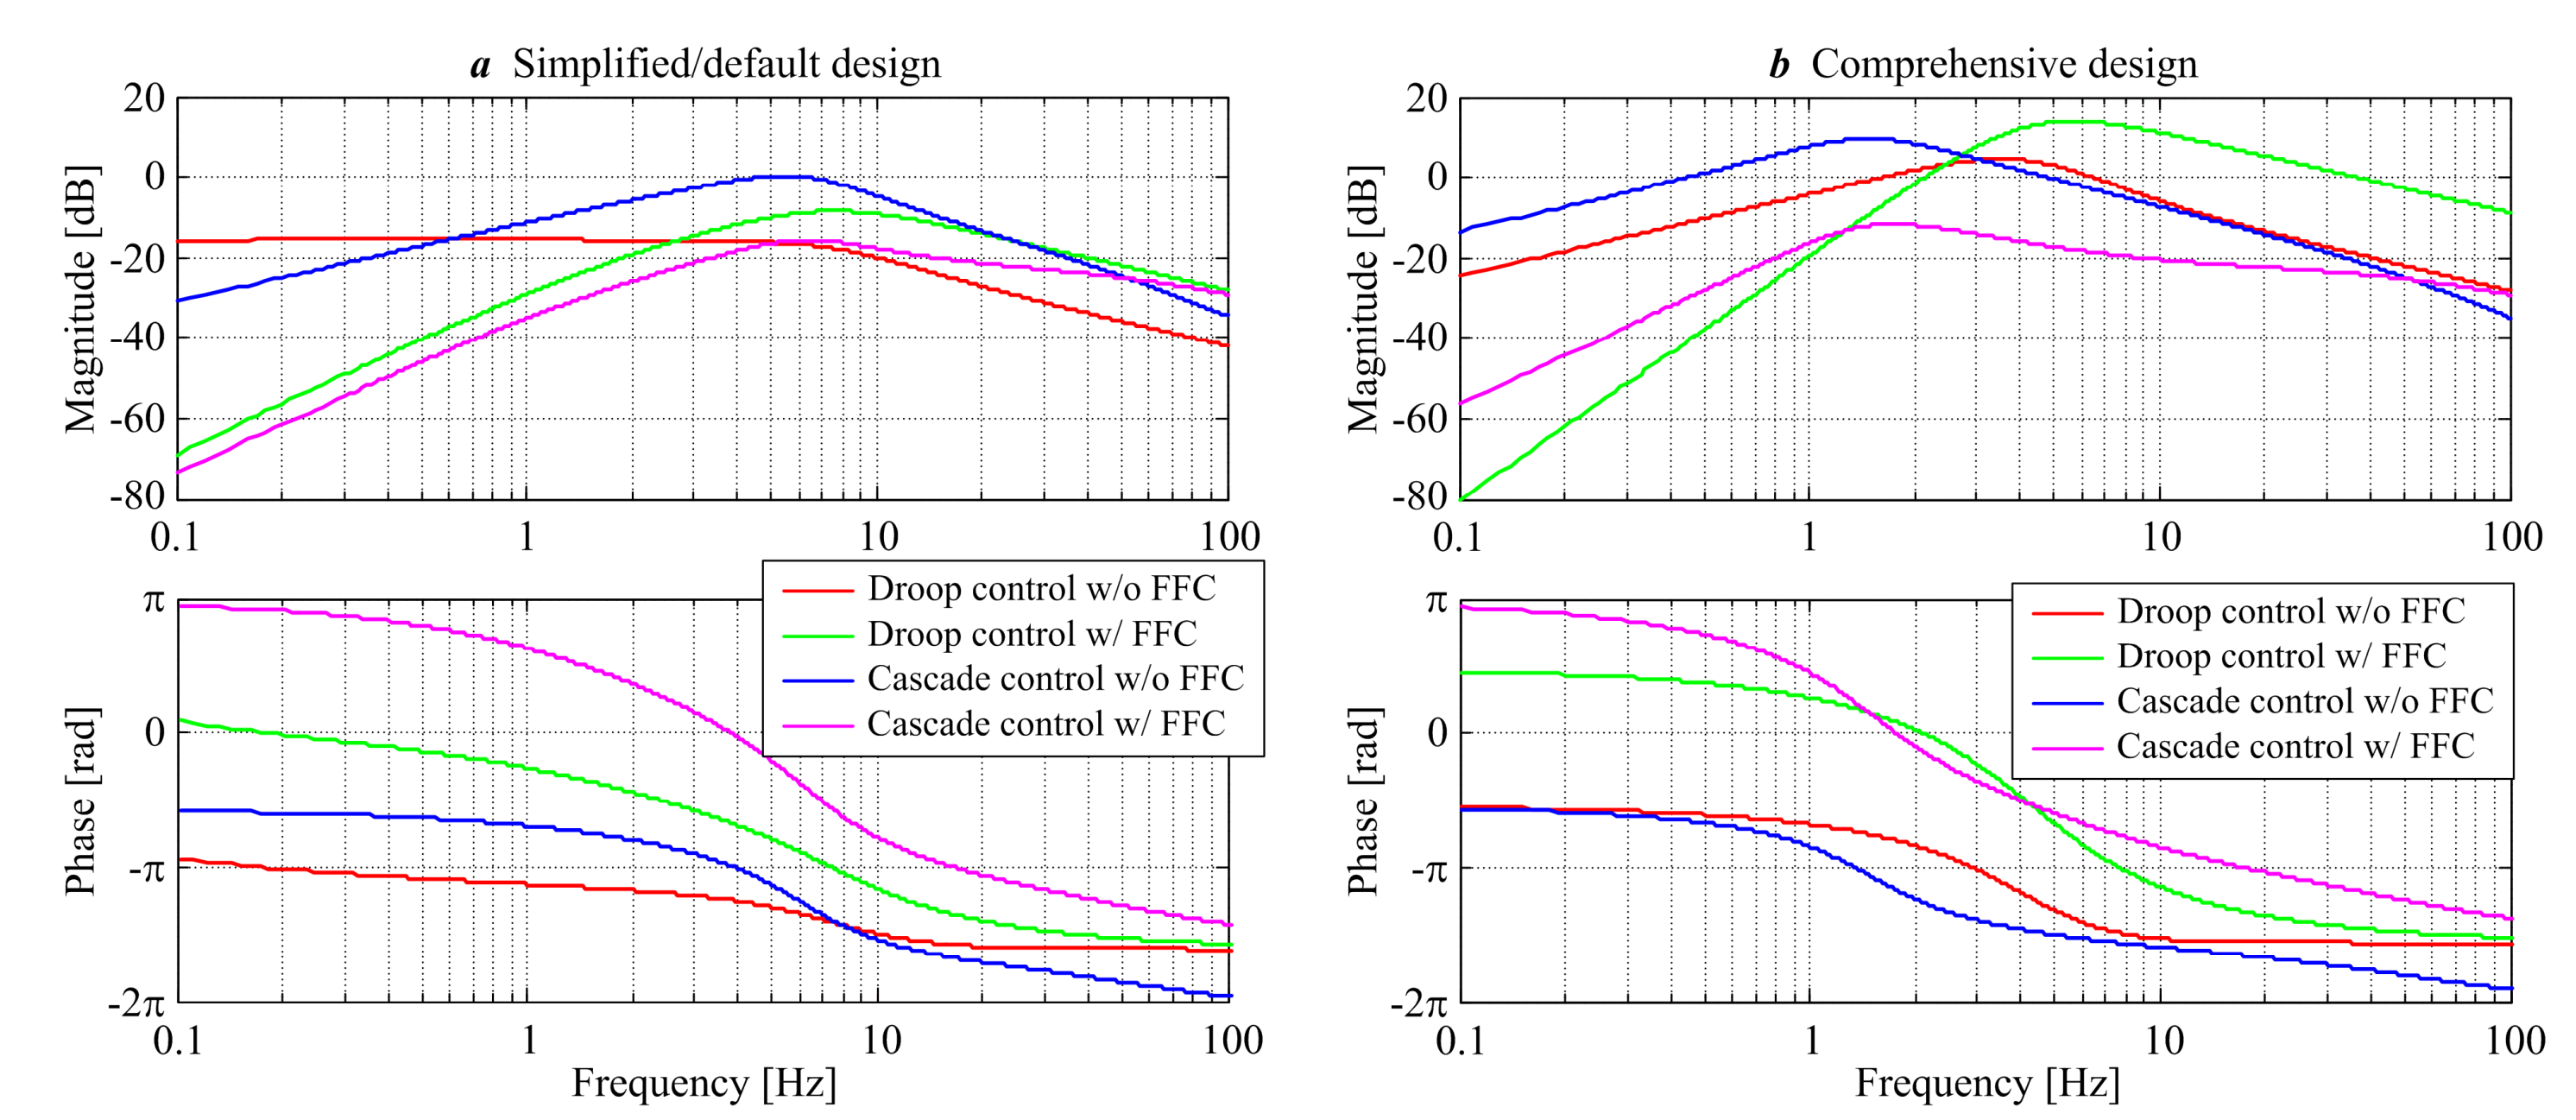 a Simplified/default design
b Comprehensive design
Magnitude [dB]
20
0
-20
-40
-60
-80
0.1
1
10
100
Magnitude [dB]
20
0
-20
-40
-60
-80
0.1
1
10
100
Phase [rad]
π
0
-π
-2π
0.1
1
10
100
Frequency [Hz]
Droop control w/o FFC
Droop control w/ FFC
Cascade control w/o FFC
Cascade control w/ FFC
Phase [rad]
π
0
-π
-2π
0.1
1
10
100
Frequency [Hz]
Droop control w/o FFC
Droop control w/ FFC
Cascade control w/o FFC
Cascade control w/ FFC